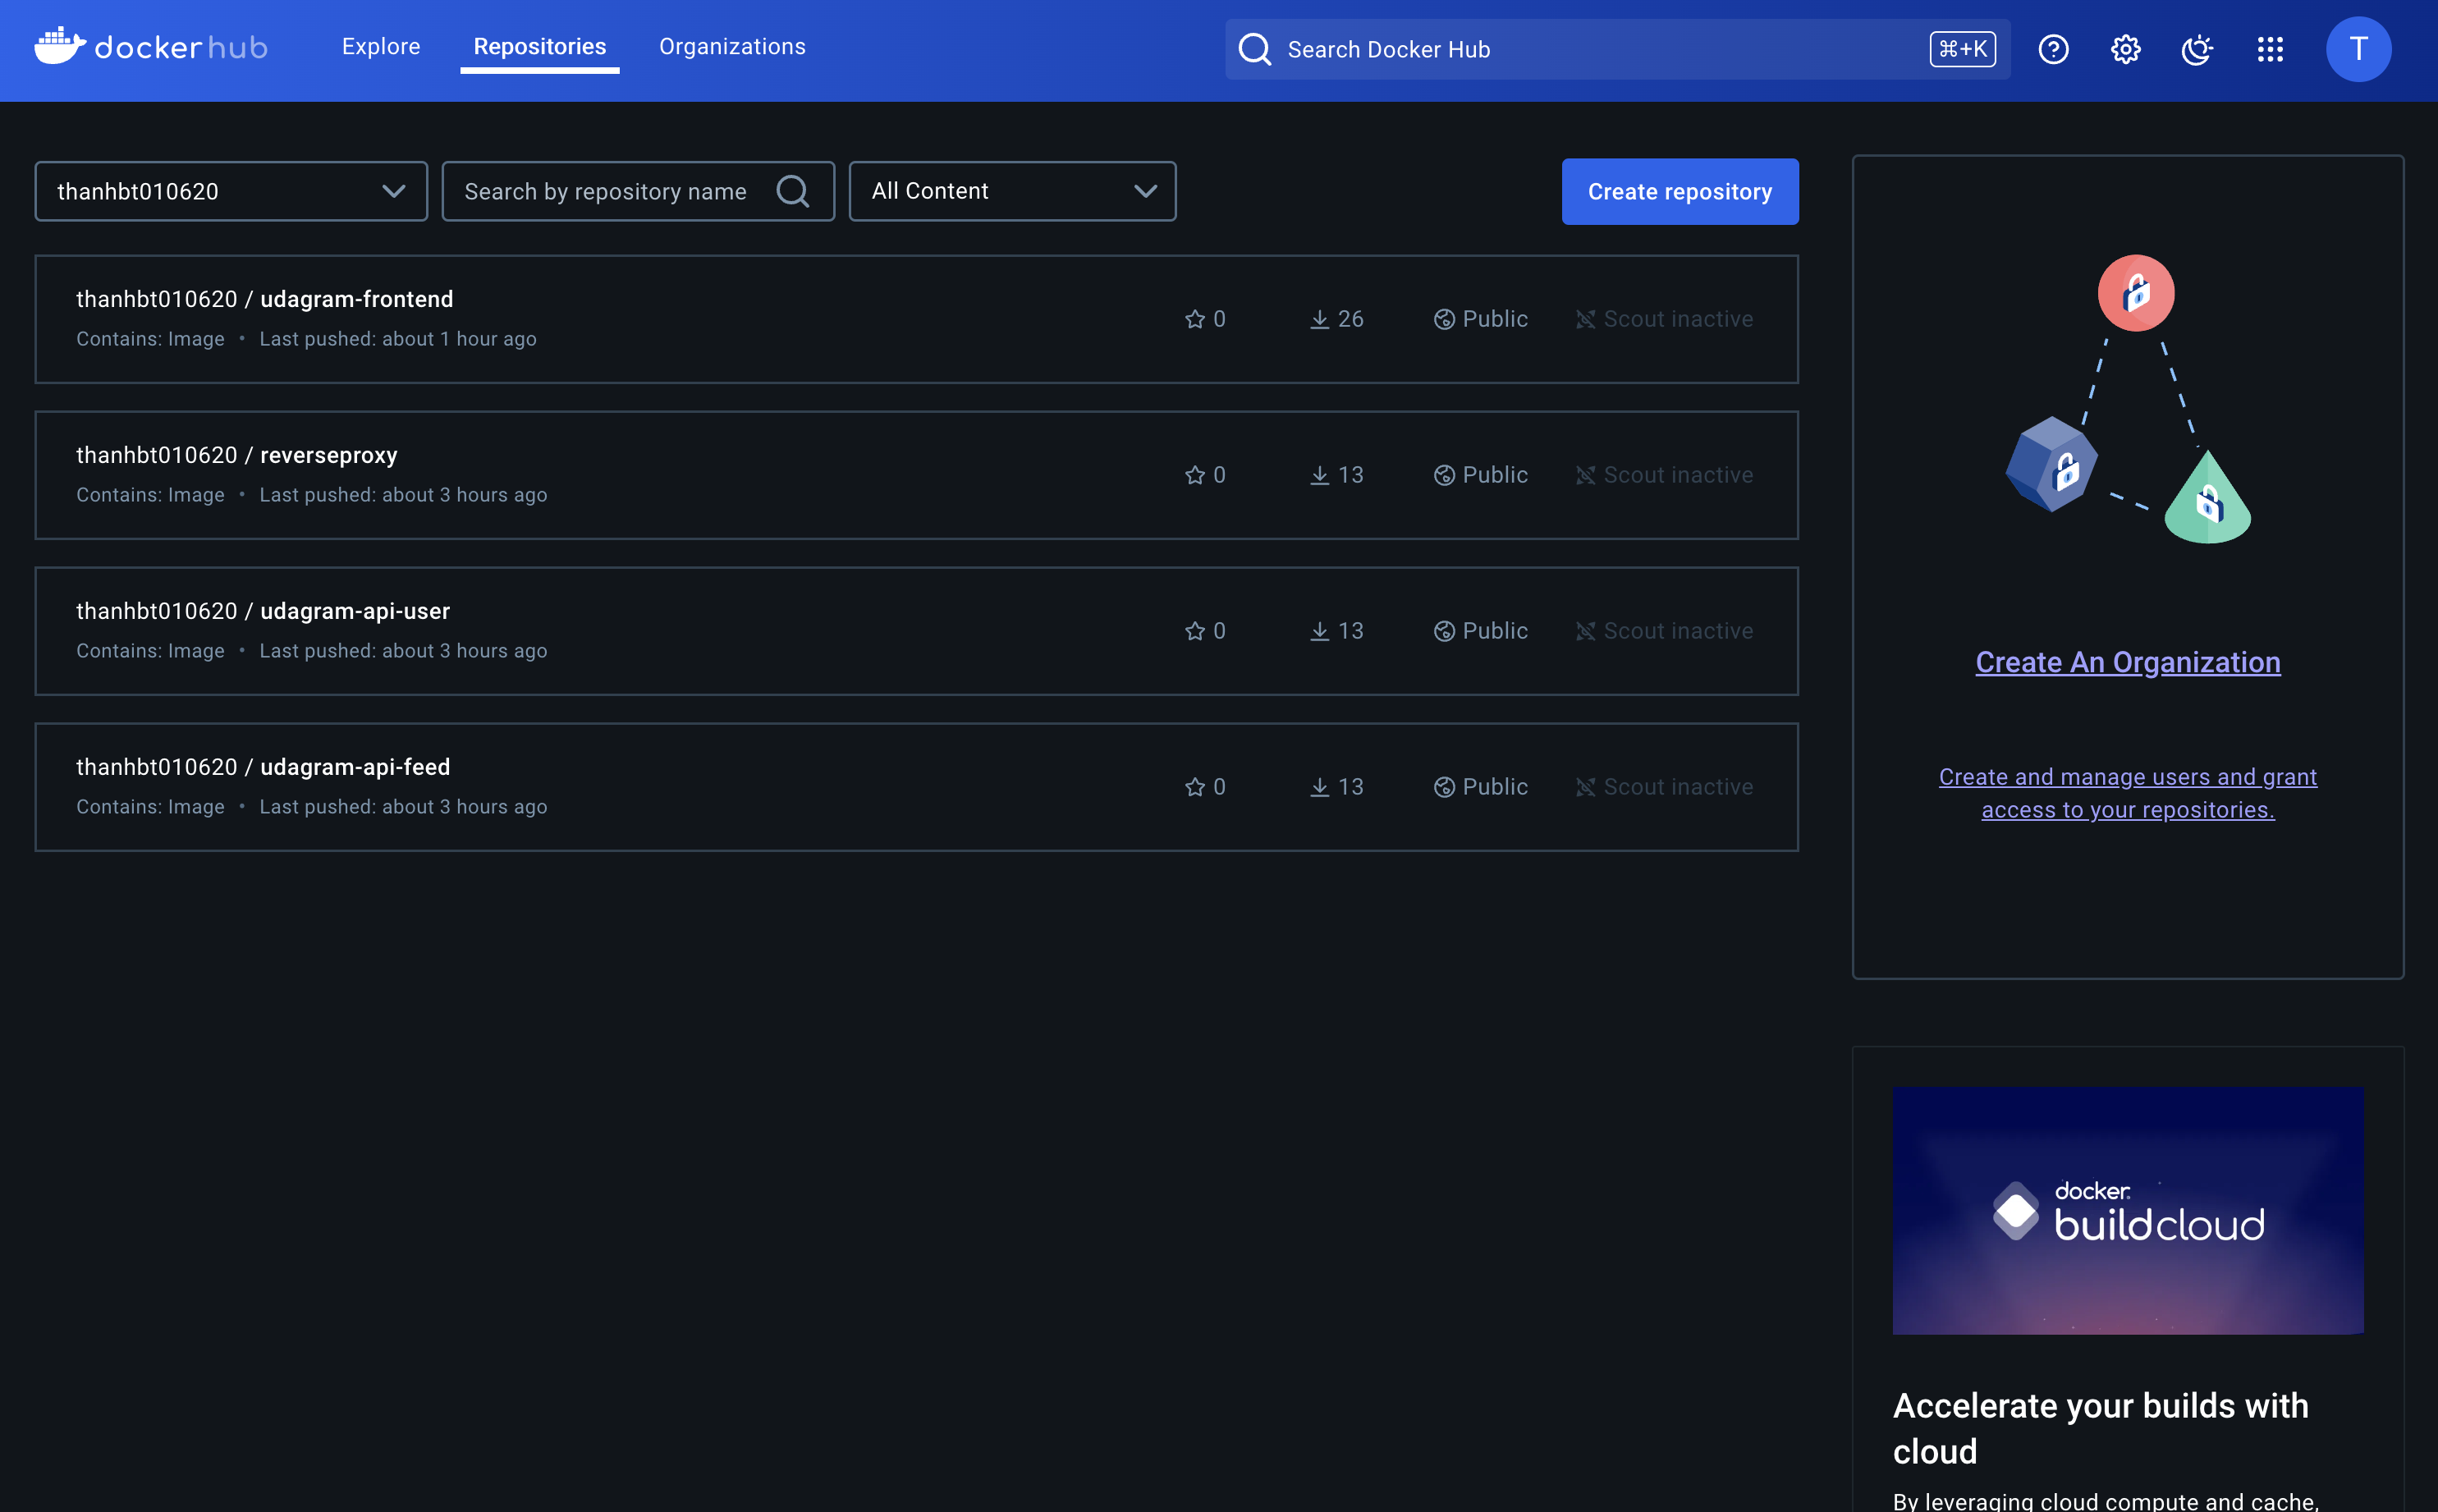 dockerhub
Explore
Repositories
Organizations
Search Docker Hub
⌘+K
T
thanhbt010620
Search by repository name
All Content
Create repository
thanhbt010620 / udagram-frontend
Contains: Image • Last pushed: about 1 hour ago
0
26
Public
Scout inactive
thanhbt010620 / reverseproxy
Contains: Image • Last pushed: about 3 hours ago
0
13
Public
Scout inactive
thanhbt010620 / udagram-api-user
Contains: Image • Last pushed: about 3 hours ago
0
13
Public
Scout inactive
thanhbt010620 / udagram-api-feed
Contains: Image • Last pushed: about 3 hours ago
0
13
Public
Scout inactive
Create An Organization
Create and manage users and grant
access to your repositories.
docker.
buildcloud
Accelerate your builds with
cloud
By leveraging cloud compute and cache,